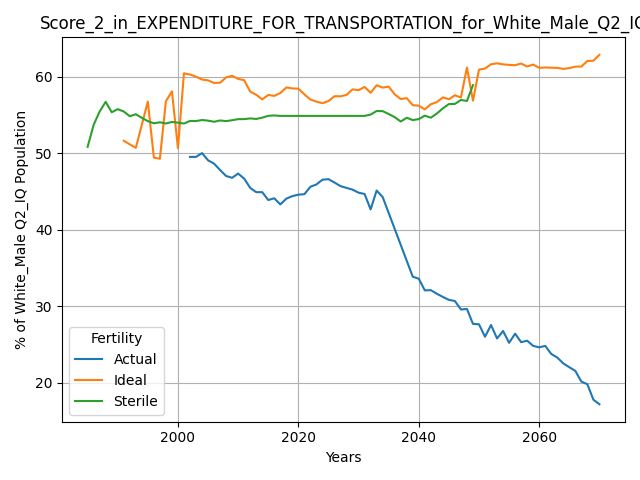 Score_2_in_EXPENDITURE_FOR_TRANSPORTATION_for_White_Male_Q2_IQ
% of White_Male Q2_IQ Population
60
50
40
30
20
Fertility
Actual
Ideal
Sterile
2000 2020 2040 2060
Years